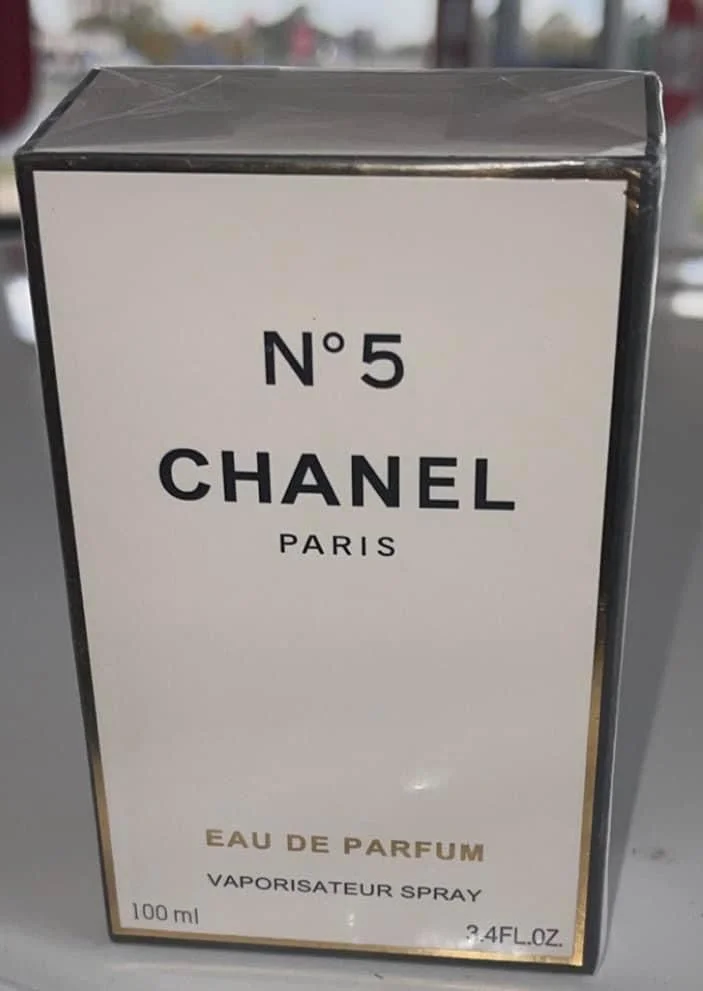 N°5
CHANEL
PARIS
EAU DE PARFUM
VAPORISATEUR SPRAY
100 ml
3.4FL.OZ.